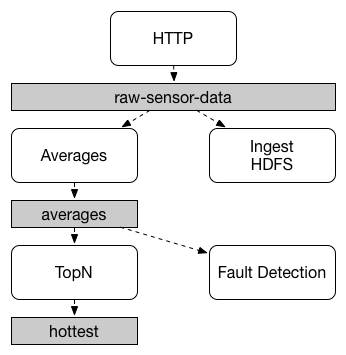 HTTP
raw-sensor-data
Averages
Ingest
HDFS
averages
TopN
Fault Detection
hottest